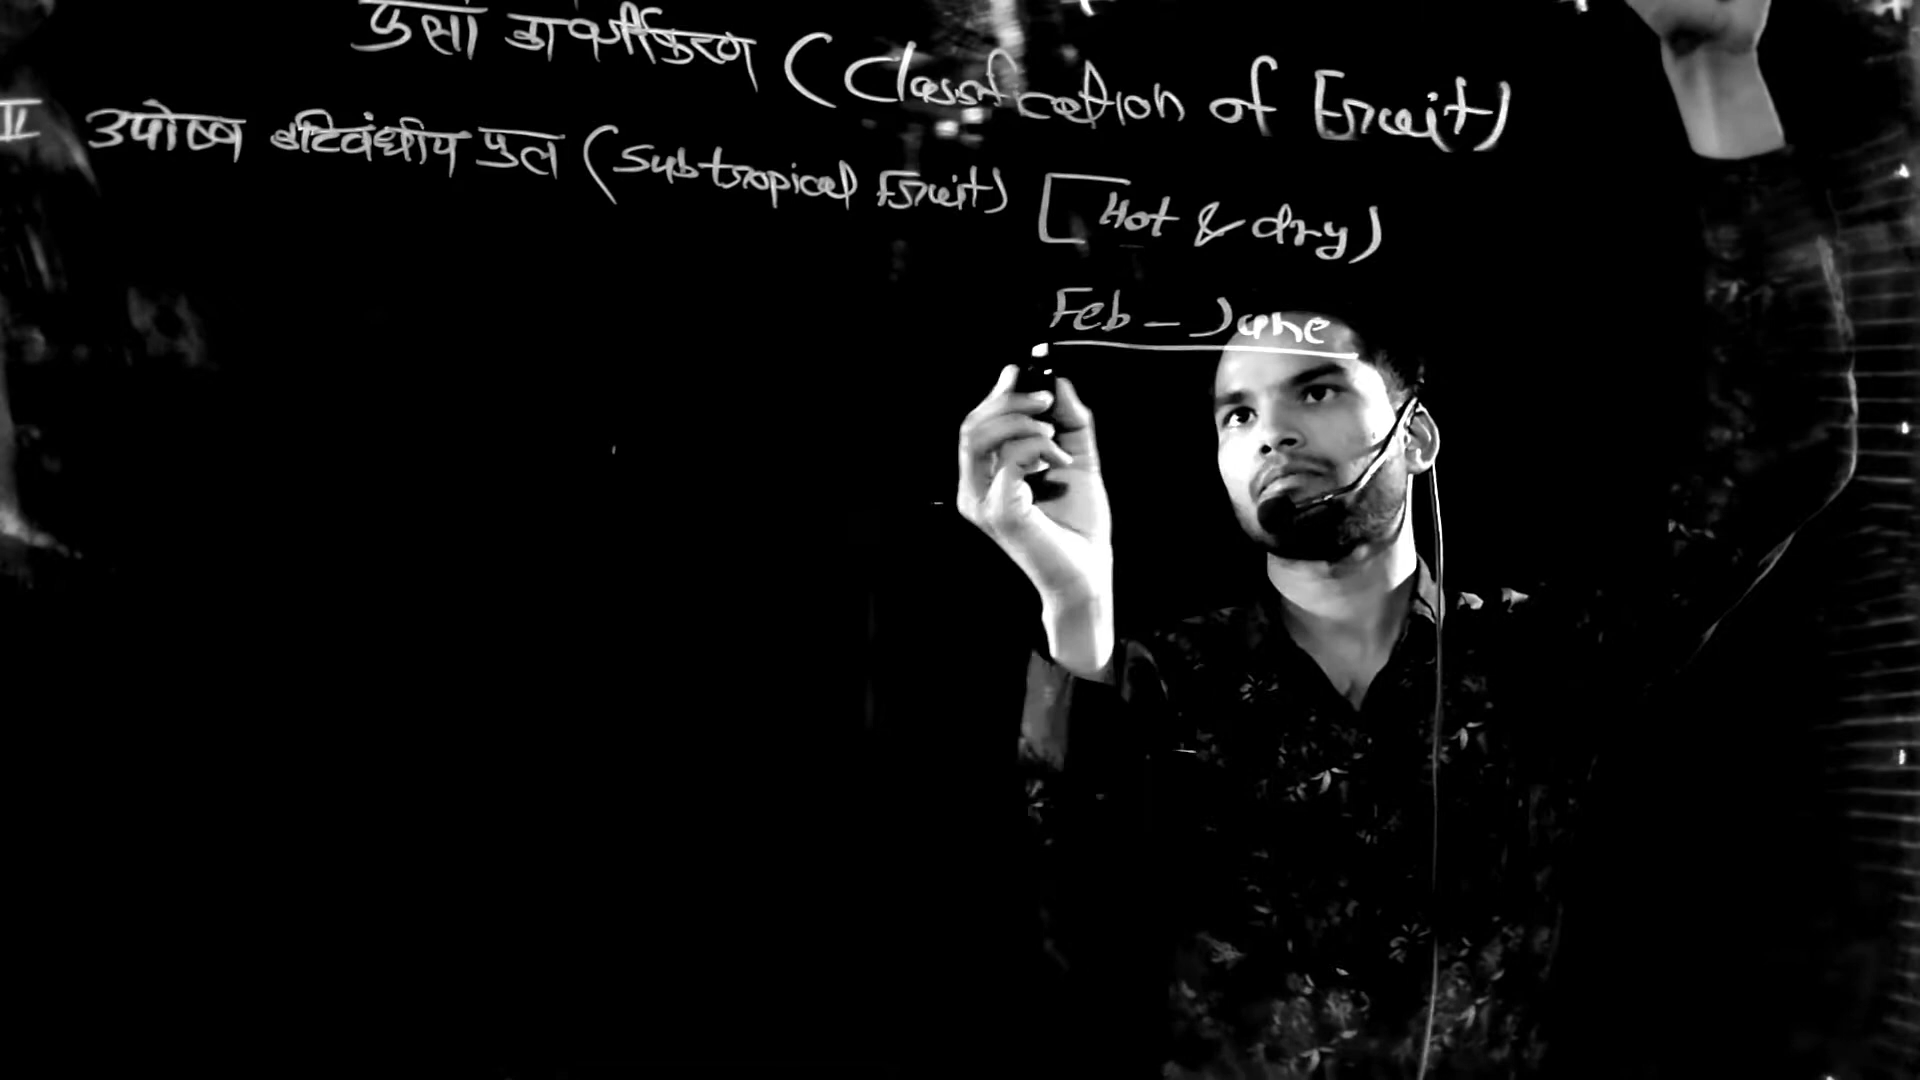 फलों का वर्गीकरण (Classification of Fruit)
II उपोष्ण कटिबंधीय फल (Subtropical Fruit) [Hot & dry)
Feb - June